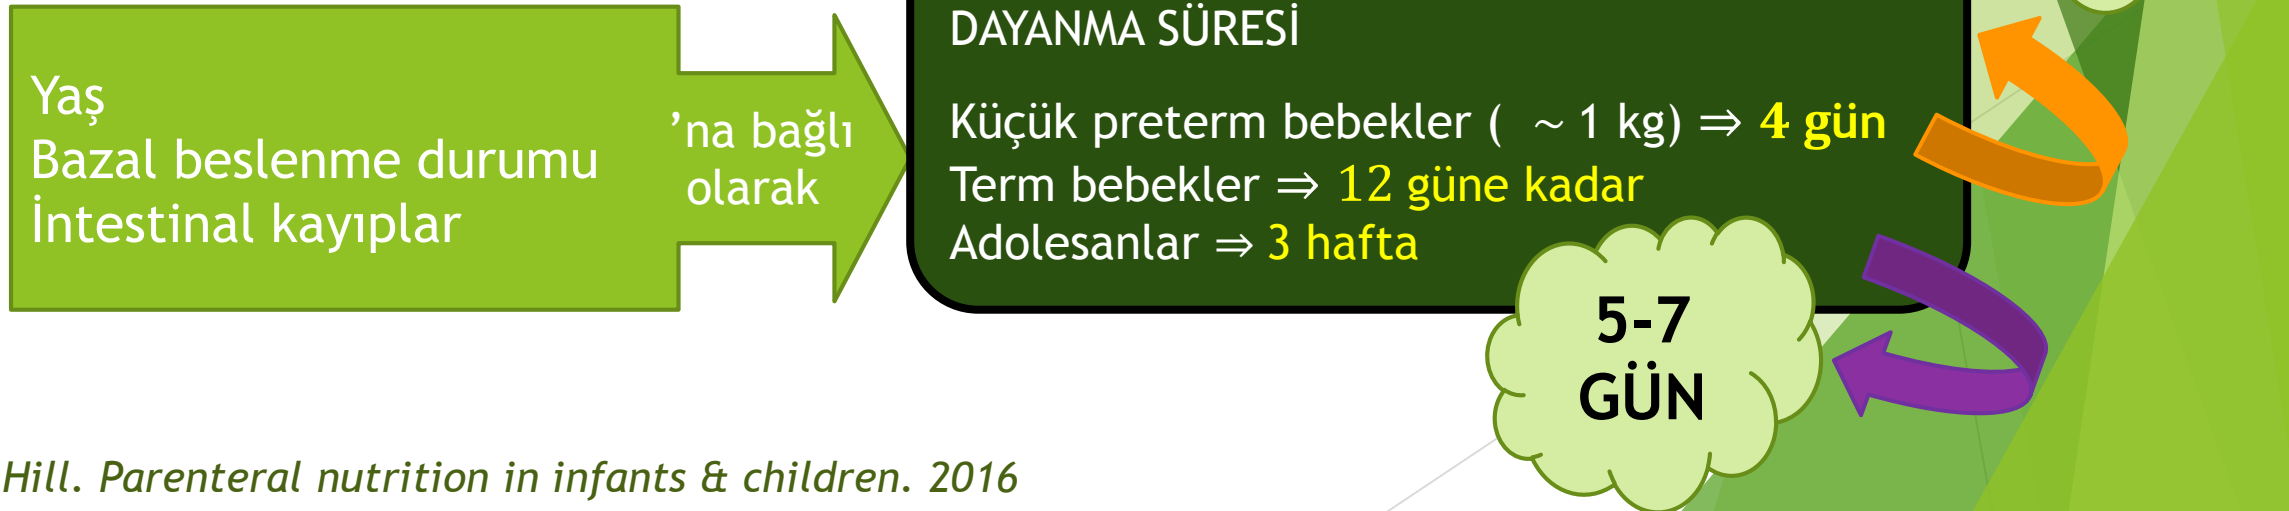 Yaş
Bazal beslenme durumu
İntestinal kayıplar
’na bağlı
olarak
DAYANMA SÜRESİ
Küçük preterm bebekler ( ~ 1 kg) ⇒ 4 gün
Term bebekler ⇒ 12 güne kadar
Adolesanlar ⇒ 3 hafta
5-7
GÜN
Hill. Parenteral nutrition in infants & children. 2016